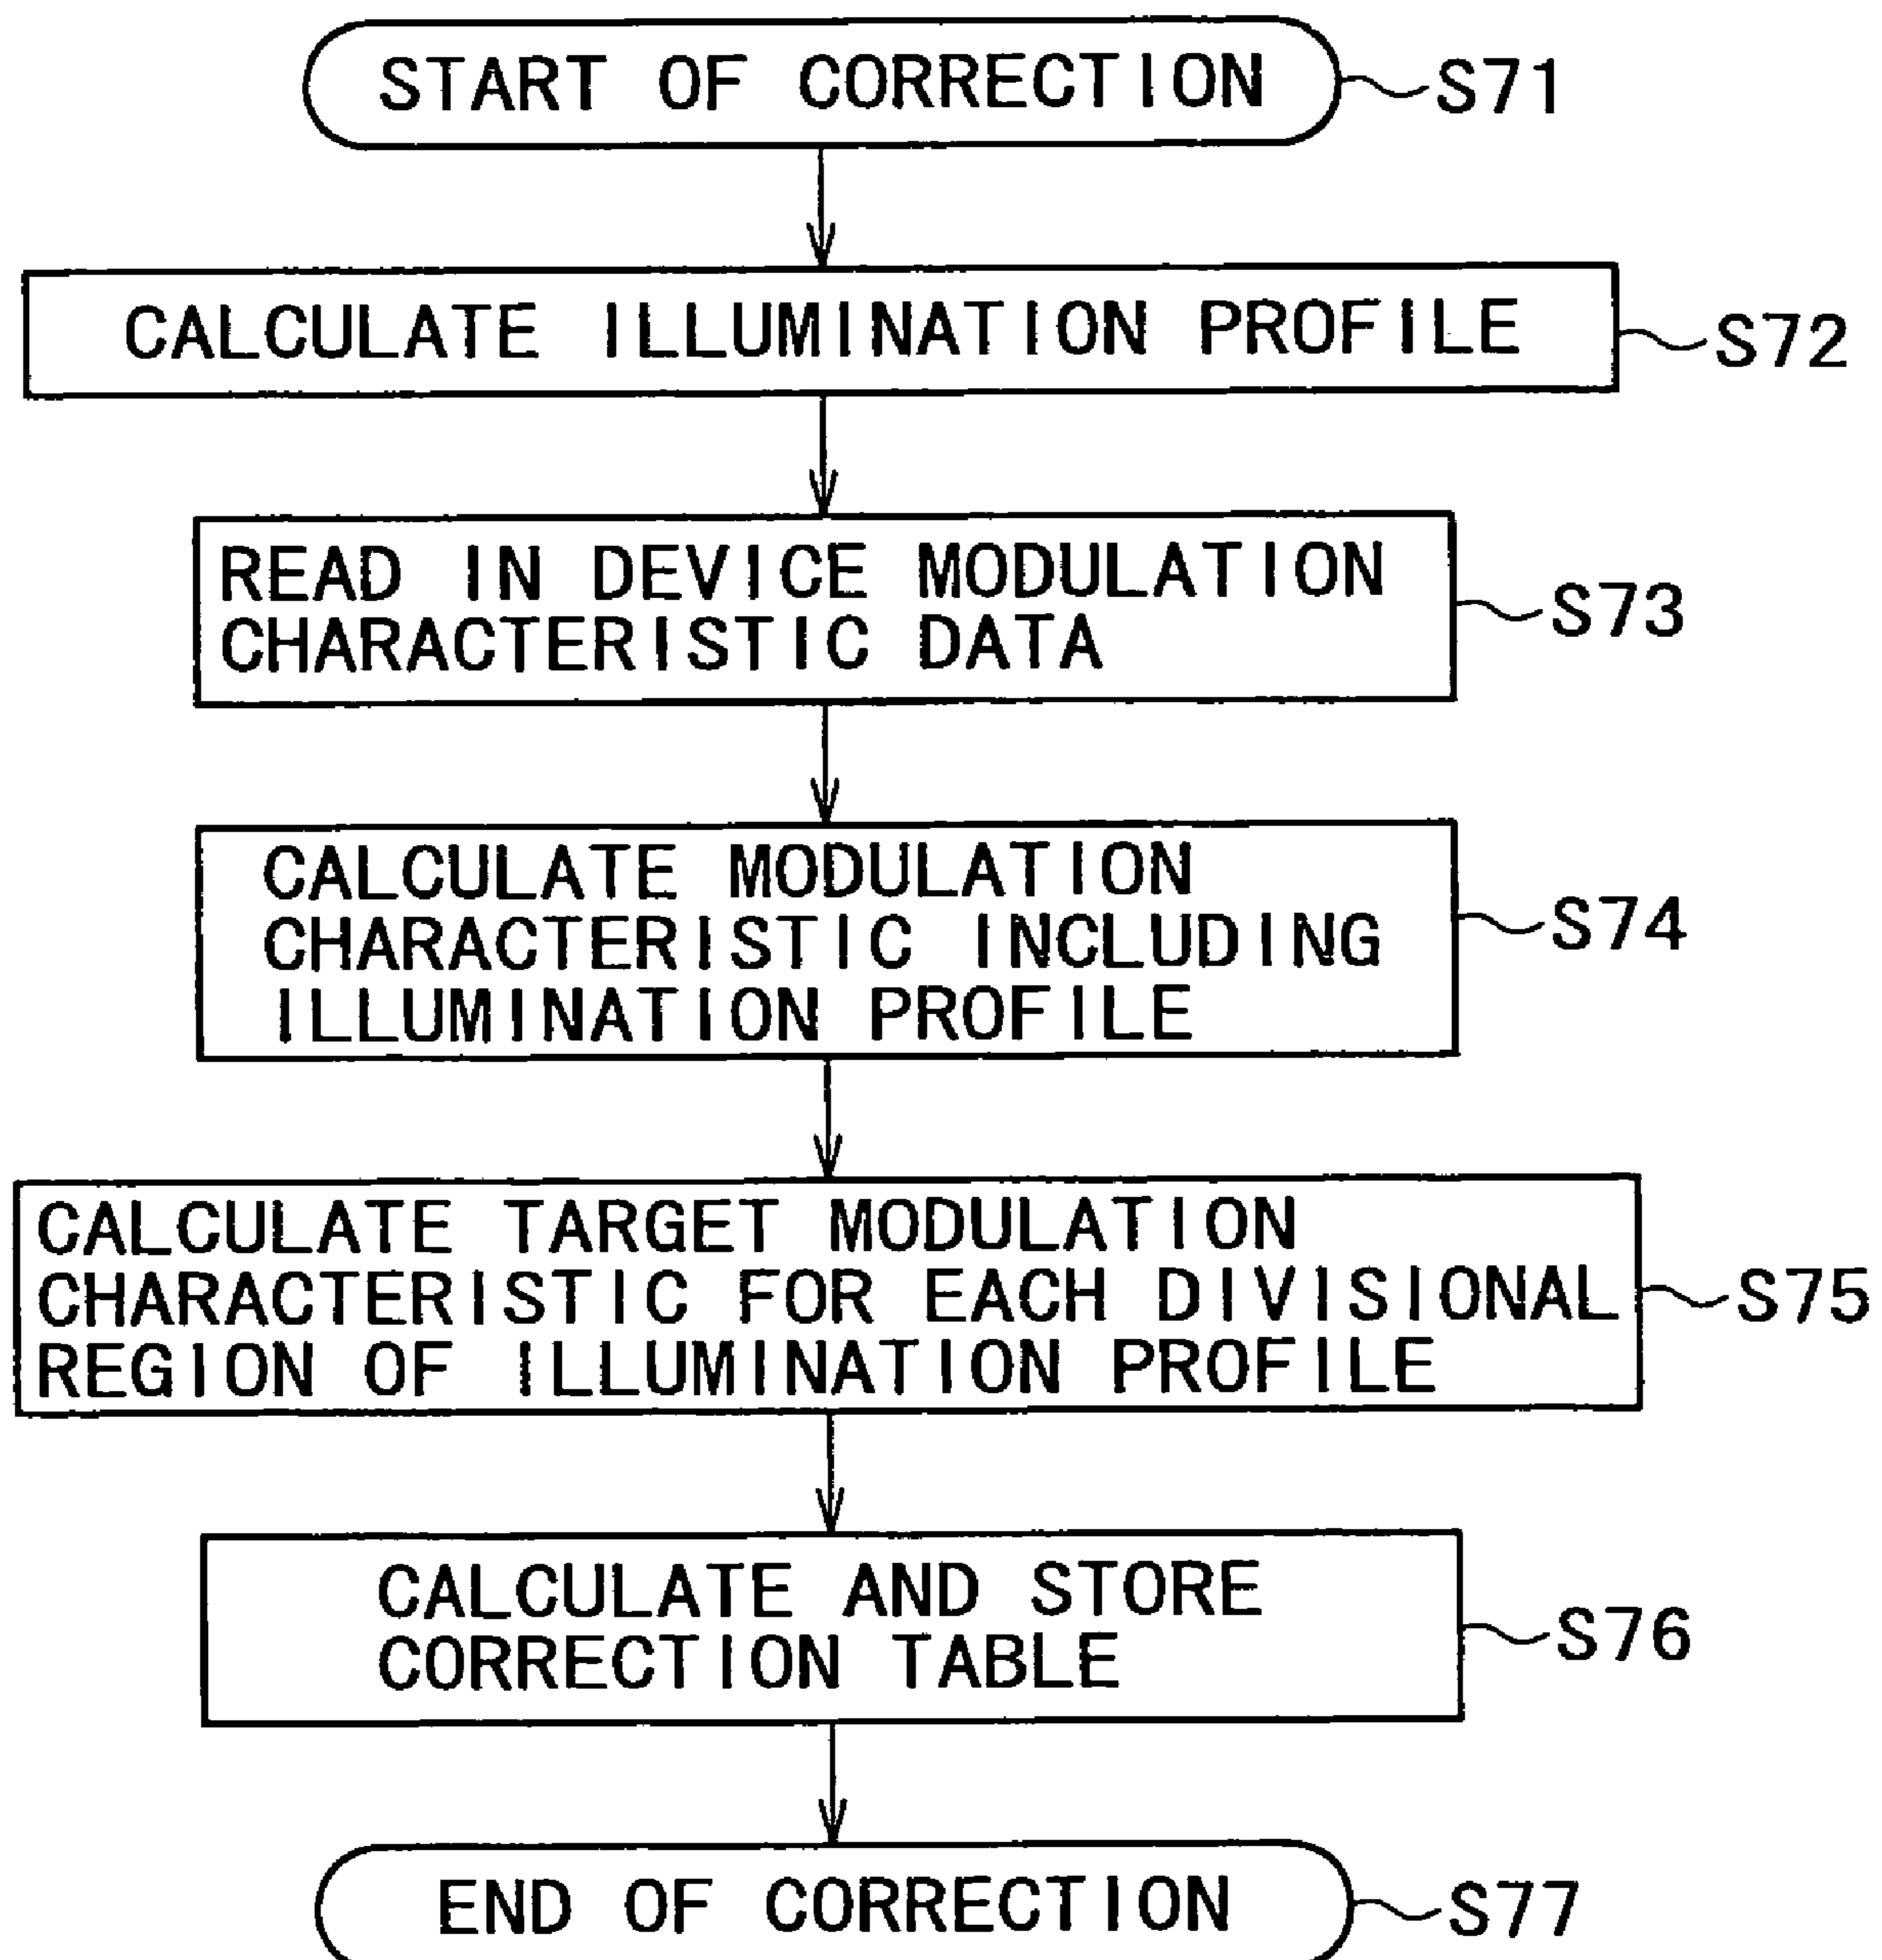 START OF CORRECTION
S71
CALCULATE ILLUMINATION PROFILE
S72
READ IN DEVICE MODULATION
CHARACTERISTIC DATA
S73
CALCULATE MODULATION
CHARACTERISTIC INCLUDING
ILLUMINATION PROFILE
S74
CALCULATE TARGET MODULATION
CHARACTERISTIC FOR EACH DIVISIONAL
REGION OF ILLUMINATION PROFILE
S75
CALCULATE AND STORE
CORRECTION TABLE
S76
END OF CORRECTION
S77